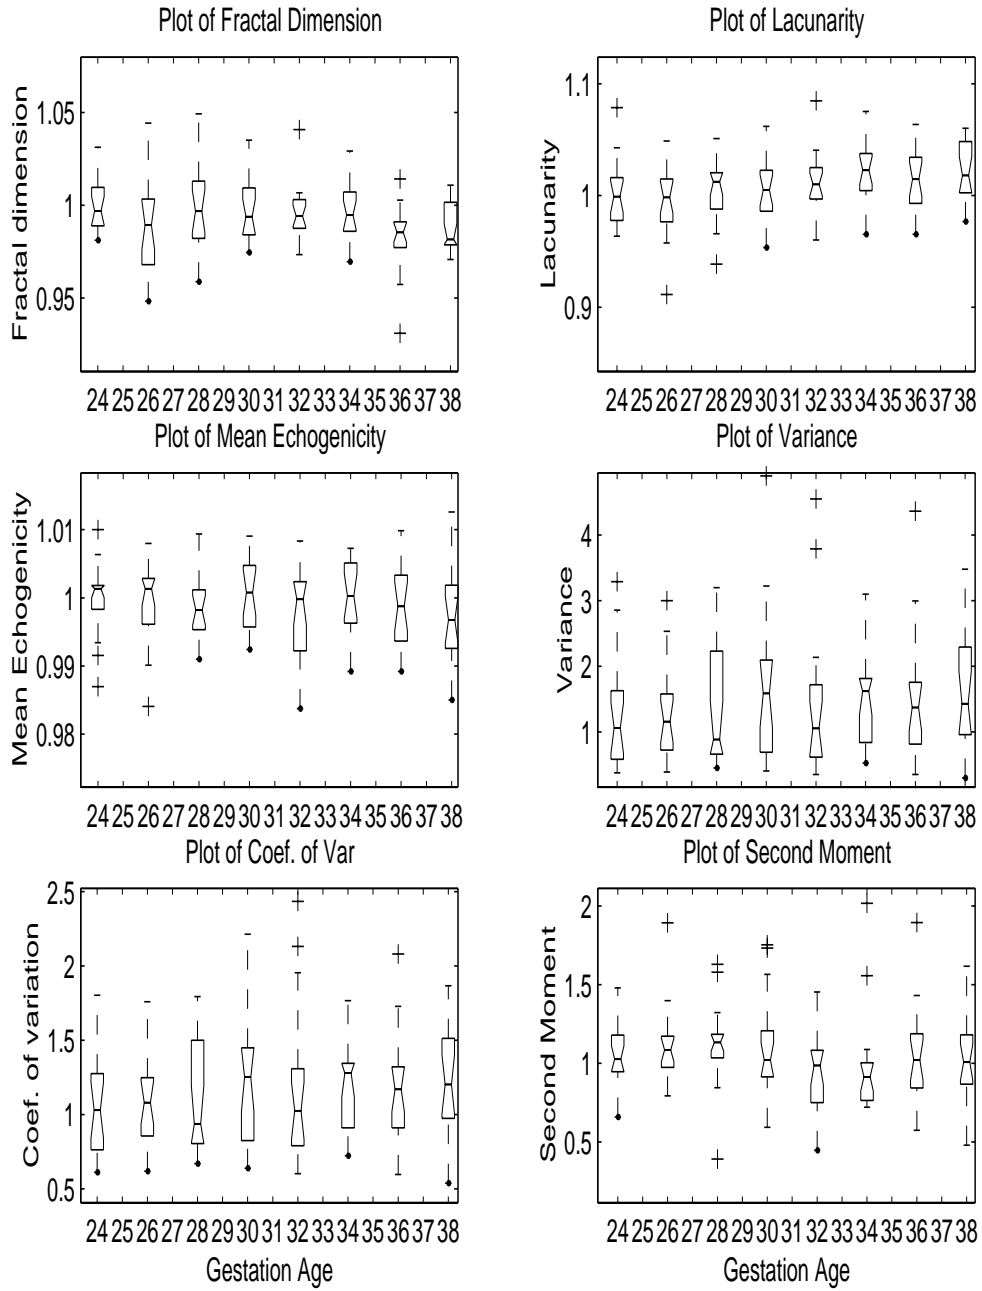 Plot of Fractal Dimension
Fractal dimension
1.05
1
0.95
24 25 26 27 28 29 30 31 32 33 34 35 36 37 38
Plot of Lacunarity
Lacunarity
1.1
1
0.9
24 25 26 27 28 29 30 31 32 33 34 35 36 37 38
Plot of Mean Echogenicity
Mean Echogenicity
1.01
1
0.99
0.98
24 25 26 27 28 29 30 31 32 33 34 35 36 37 38
Plot of Variance
Variance
4
3
2
1
24 25 26 27 28 29 30 31 32 33 34 35 36 37 38
Plot of Coef. of Var
Coef. of variation
2.5
2
1.5
1
0.5
24 25 26 27 28 29 30 31 32 33 34 35 36 37 38
Gestation Age
Plot of Second Moment
Second Moment
2
1.5
1
0.5
24 25 26 27 28 29 30 31 32 33 34 35 36 37 38
Gestation Age